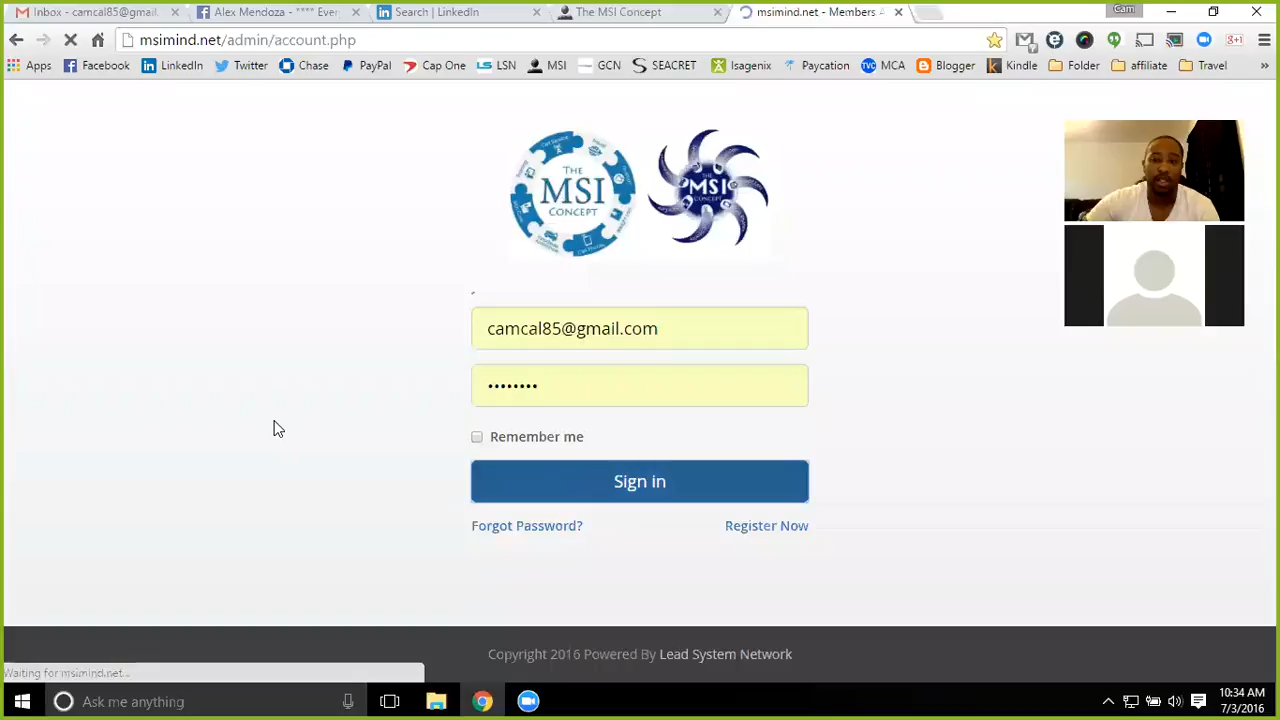 Inbox - camcal85@gmail.
Alex Mendoza - **** Ever
Search | LinkedIn
The MSI Concept
msimind.net - Members A
Cam
msimind.net/admin/account.php
Apps Facebook LinkedIn Twitter Chase PayPal Cap One LSN MSI GCN SEACRET Isagenix Paycation MCA Blogger Kindle Folder affiliate Travel »
THE
MSI
CONCEPT
THE
MSI
CONCEPT
camcal85@gmail.com
••••••••
Remember me
Sign in
Forgot Password? Register Now
Copyright 2016 Powered By Lead System Network
Waiting for msimind.net...
Ask me anything
10:34 AM
7/3/2016